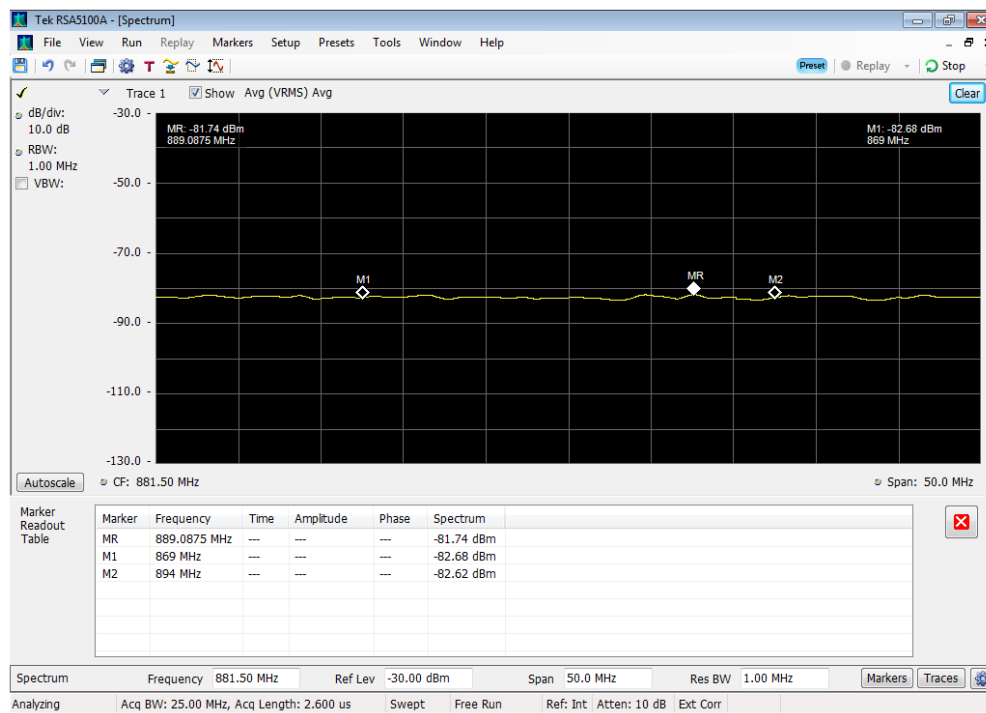 Tek RSA5100A - [Spectrum]
File View Run Replay Markers Setup Presets Tools Window Help
T Preset Replay Stop
Trace 1 Show Avg (VRMS) Avg Clear
dB/div:
10.0 dB
RBW:
1.00 MHz
VBW:
-30.0 -
-50.0 -
-70.0 -
-90.0 -
-110.0 -
-130.0 -
MR: -81.74 dBm
889.0875 MHz
M1: -82.68 dBm
869 MHz
M1 MR M2
Autoscale CF: 881.50 MHz Span: 50.0 MHz
Marker
Readout
Table
Marker Frequency Time Amplitude Phase Spectrum
MR 889.0875 MHz --- --- --- -81.74 dBm
M1 869 MHz --- --- --- -82.68 dBm
M2 894 MHz --- --- --- -82.62 dBm
Spectrum Frequency 881.50 MHz Ref Lev -30.00 dBm Span 50.0 MHz Res BW 1.00 MHz Markers Traces
Analyzing Acq BW: 25.00 MHz, Acq Length: 2.600 us Swept Free Run Ref: Int Atten: 10 dB Ext Corr